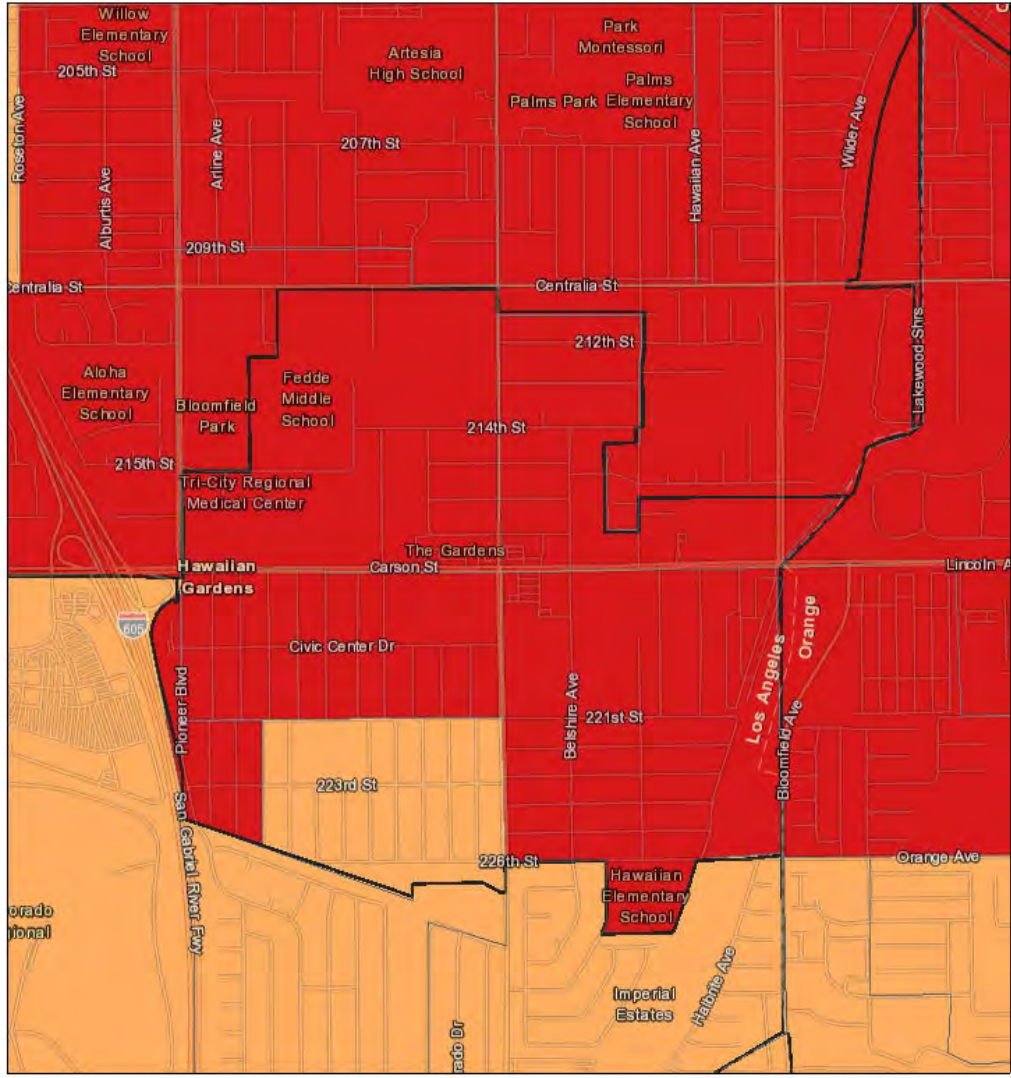 Willow
Elementary
School
205th St
Artesia
High School
Park
Montessori
Palms Park
Palms
Elementary
School
Roseton Ave
Alburtis Ave
Arline Ave
207th St
Hawaiian Ave
Wilder Ave
209th St
Centralia St
Centralia St
212th St
Lakewood Shrs
Aloha
Elementary
School
Bloomfield
Park
Fedde
Middle
School
214th St
215th St
Tri-City Regional
Medical Center
The Gardens
Hawaiian
Gardens
Carson St
Lincoln A
605
Civic Center Dr
Los Angeles
Orange
Pioneer Blvd
Belshire Ave
221st St
Bloomfield Ave
223rd St
San Gabriel River Fwy
226th St
Orange Ave
Hawaiian
Elementary
School
orado
gional
Imperial
Estates
Halbrite Ave